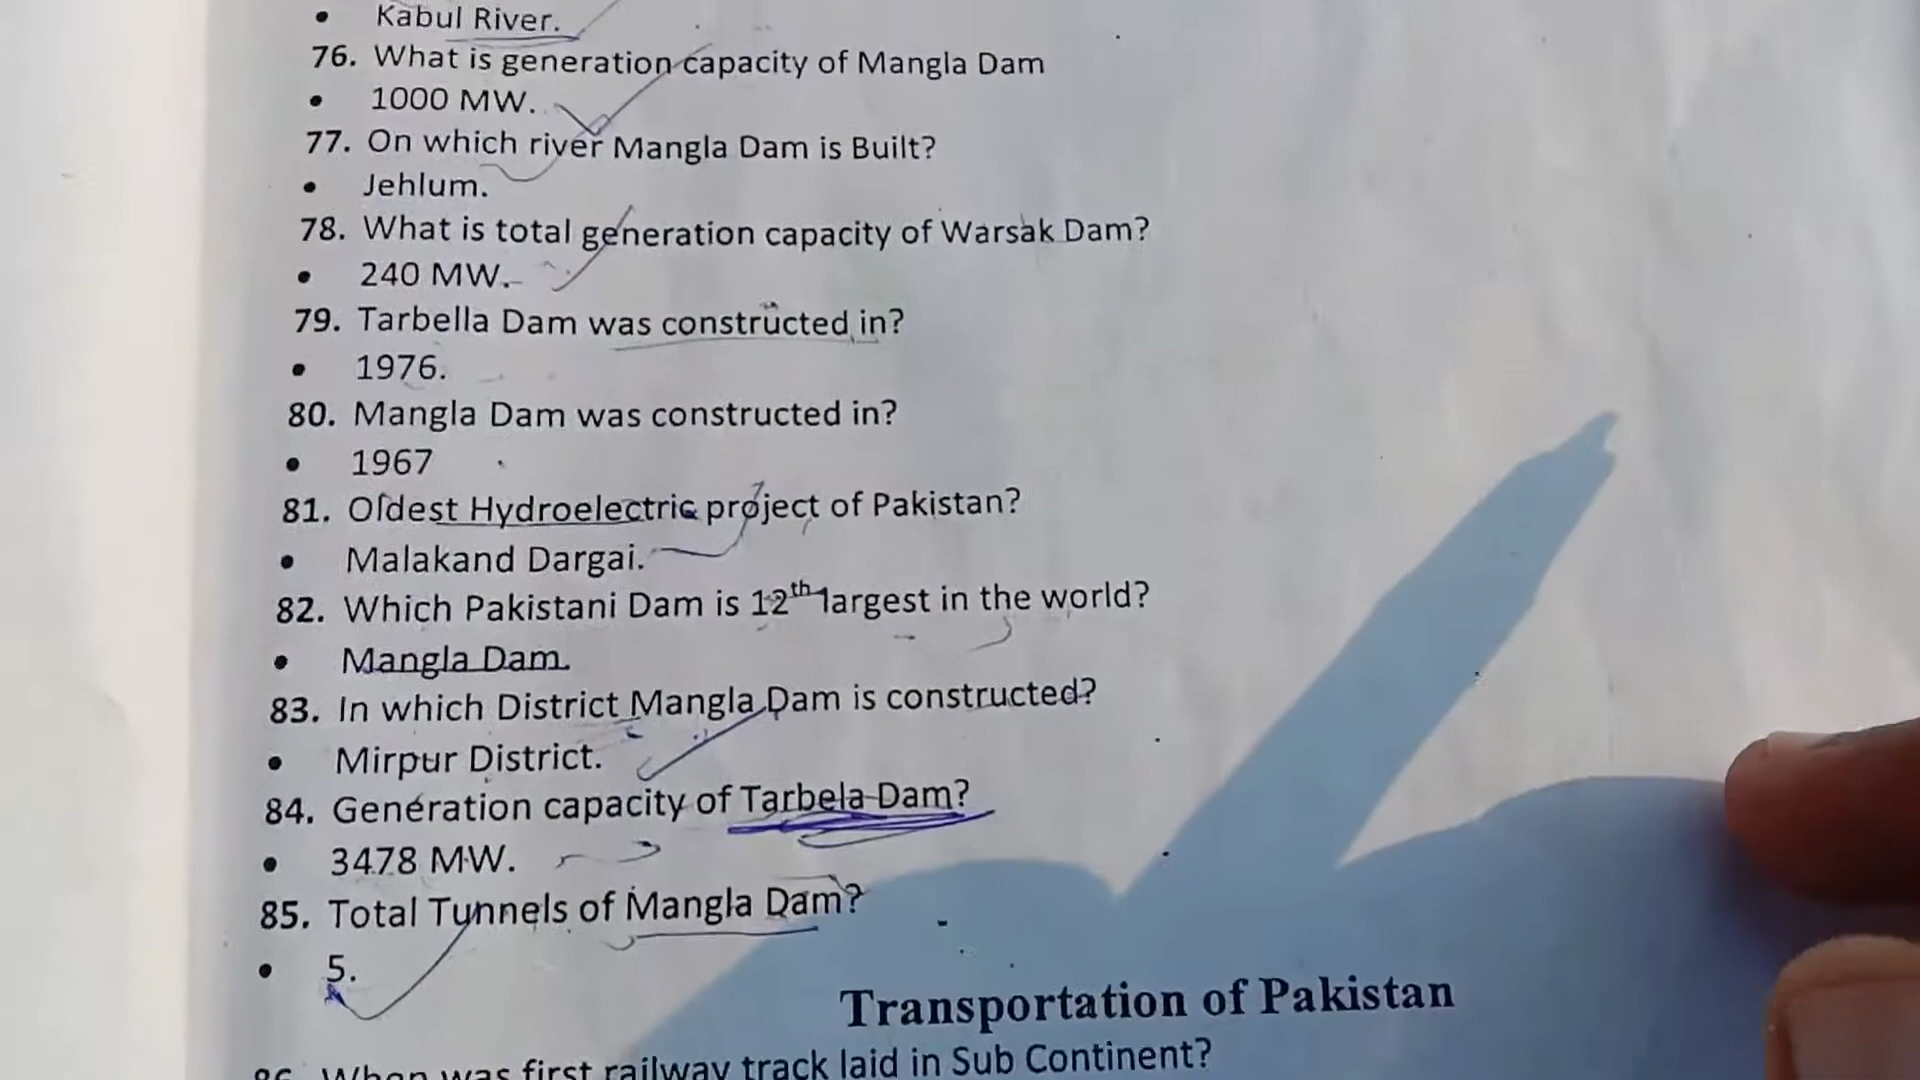 • Kabul River.
76. What is generation capacity of Mangla Dam
• 1000 MW.
77. On which river Mangla Dam is Built?
• Jehlum.
78. What is total generation capacity of Warsak Dam?
• 240 MW.
79. Tarbella Dam was constructed in?
• 1976.
80. Mangla Dam was constructed in?
• 1967
81. Oldest Hydroelectric project of Pakistan?
• Malakand Dargai.
82. Which Pakistani Dam is 12th largest in the world?
• Mangla Dam.
83. In which District Mangla Dam is constructed?
• Mirpur District.
84. Generation capacity of Tarbela Dam?
• 3478 MW.
85. Total Tunnels of Mangla Dam?
• 5.
Transportation of Pakistan
86. When was first railway track laid in Sub Continent?